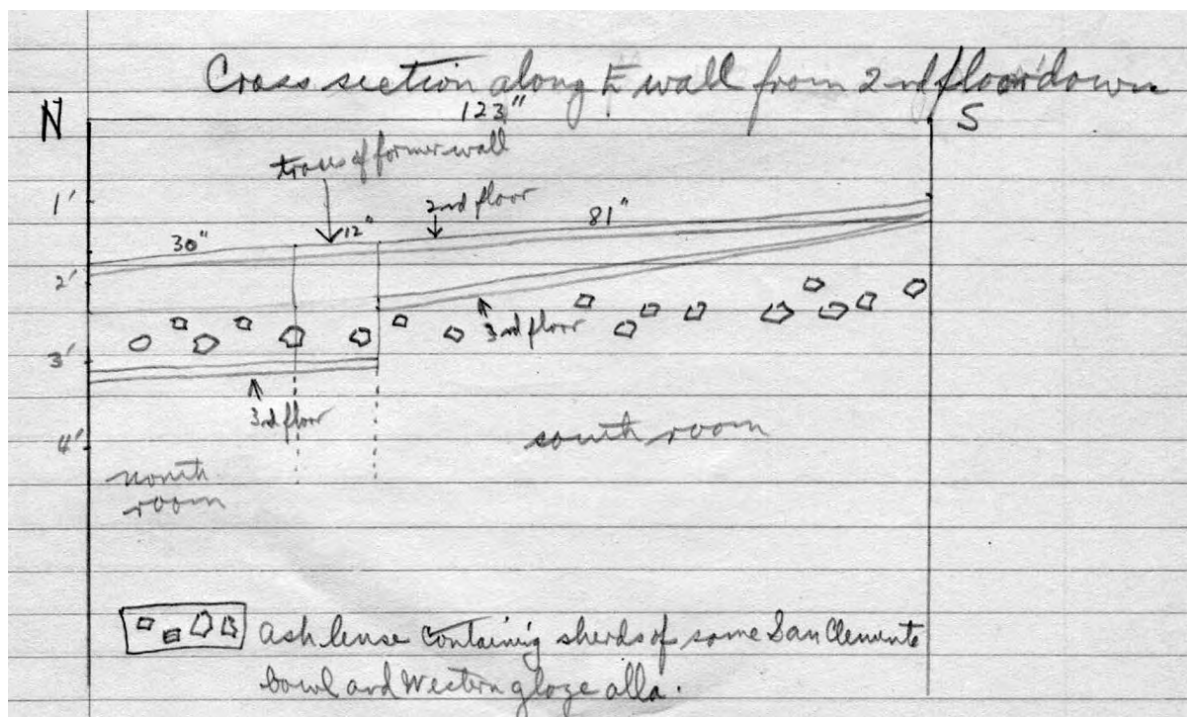 Cross section along E wall from 2nd floor down
N
123"
S
trace of former wall
1'
2nd floor
30"
12"
81"
2'
3rd floor
3'
3rd floor
4'
south room
north
room
ash lense containing sherds of same San Clemente
bowl and Western glaze olla.